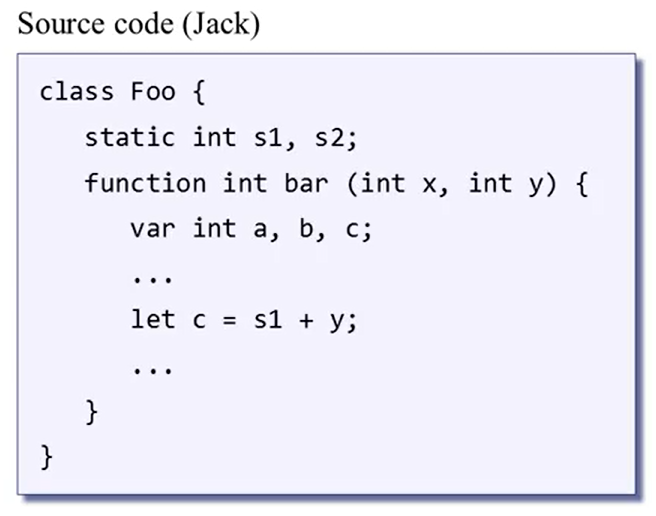 Source code (Jack)
class Foo {
static int s1, s2;
function int bar (int x, int y) {
var int a, b, c;
...
let c = s1 + y;
...
}
}